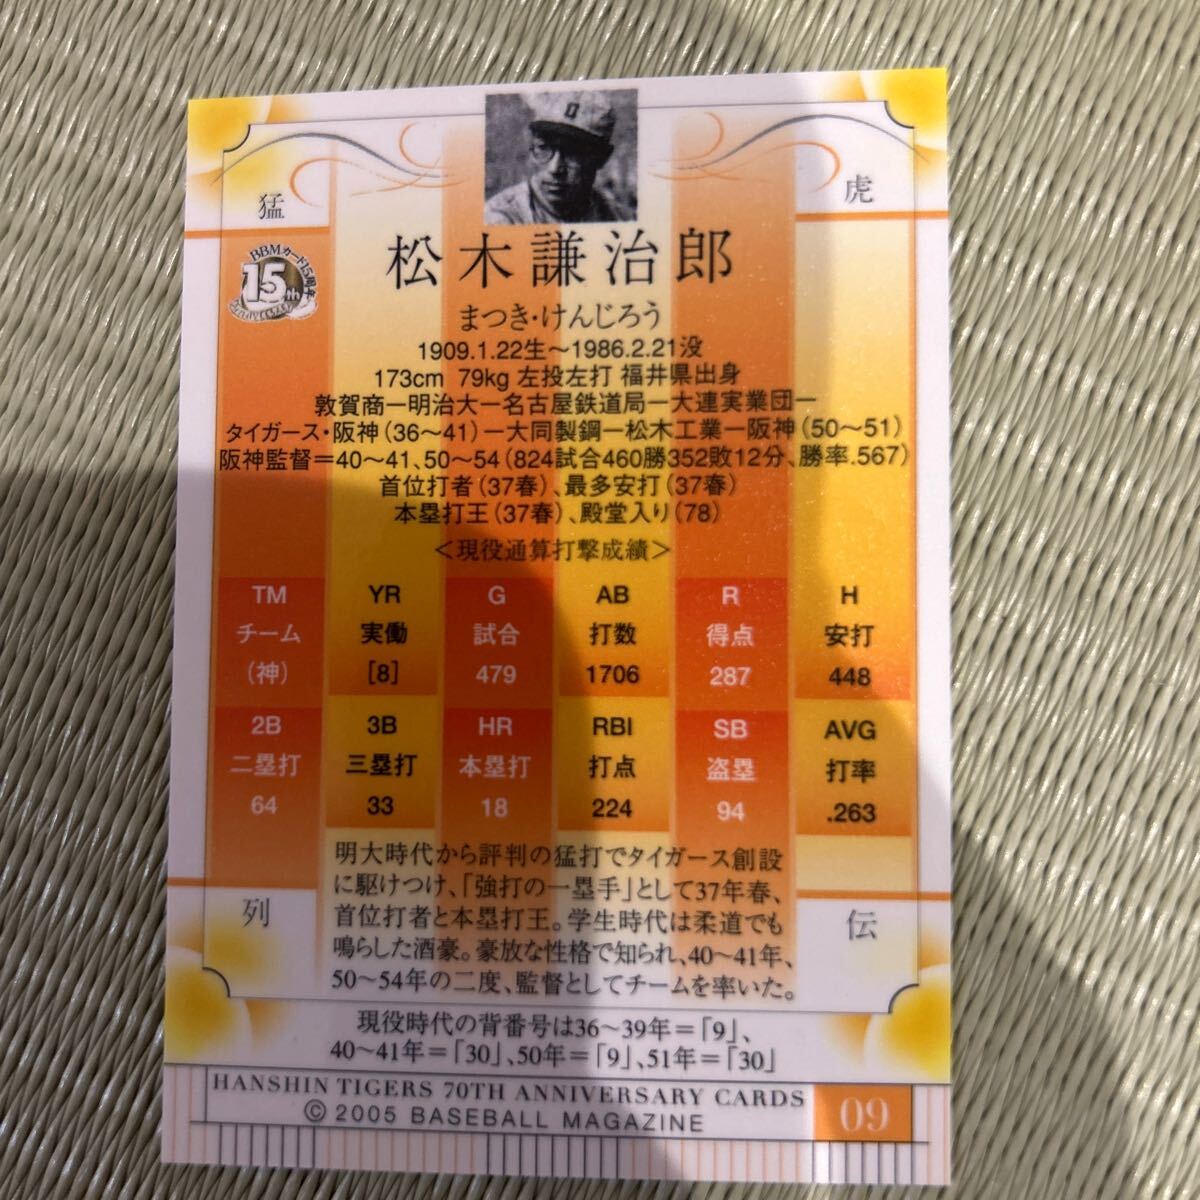 猛
虎
BBMカード15周年
15th
ANNIVERSARY
松木謙治郎
まつき・けんじろう
1909.1.22生～1986.2.21没
173cm 79kg 左投左打 福井県出身
敦賀商ー明治大ー名古屋鉄道局ー大連実業団ー
タイガース・阪神(36～41)ー大同製鋼ー松木工業ー阪神(50～51)
阪神監督＝40～41、50～54(824試合460勝352敗12分、勝率.567)
首位打者(37春)、最多安打(37春)
本塁打王(37春)、殿堂入り(78)
＜現役通算打撃成績＞
TM YR G AB R H
チーム 実働 試合 打数 得点 安打
(神) [8] 479 1706 287 448
2B 3B HR RBI SB AVG
二塁打 三塁打 本塁打 打点 盗塁 打率
64 33 18 224 94 .263
明大時代から評判の猛打でタイガース創設
に駆けつけ、「強打の一塁手」として37年春、
首位打者と本塁打王。学生時代は柔道でも
鳴らした酒豪。豪放な性格で知られ、40～41年、
50～54年の二度、監督としてチームを率いた。
列
伝
現役時代の背番号は36～39年＝「9」、
40～41年＝「30」、50年＝「9」、51年＝「30」
HANSHIN TIGERS 70TH ANNIVERSARY CARDS
© 2005 BASEBALL MAGAZINE
09